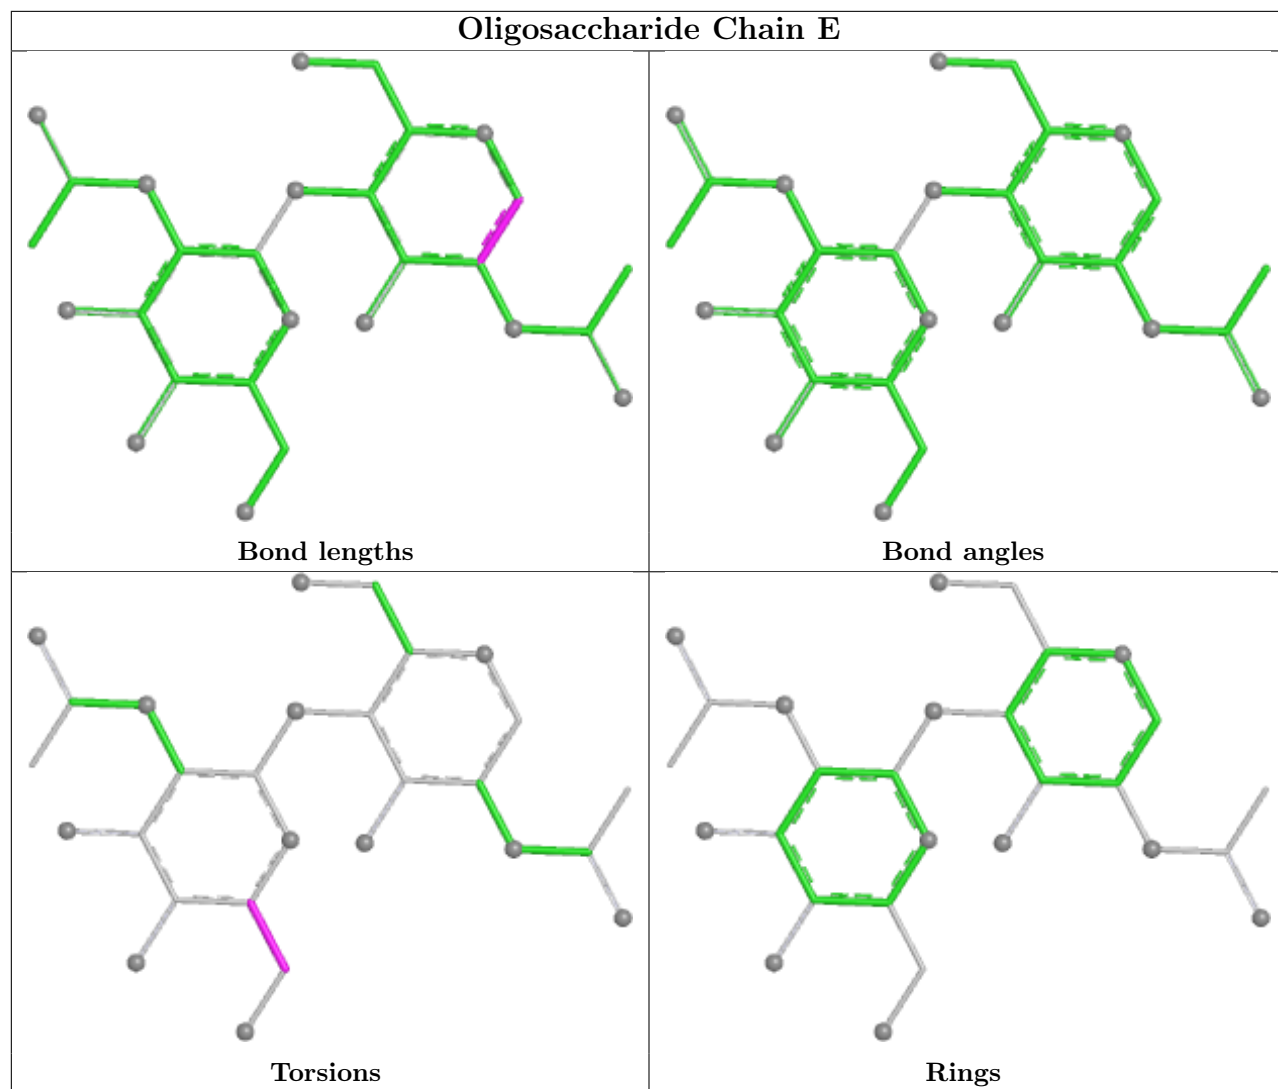 Oligosaccharide Chain E
Bond lengths
Bond angles
Torsions
Rings